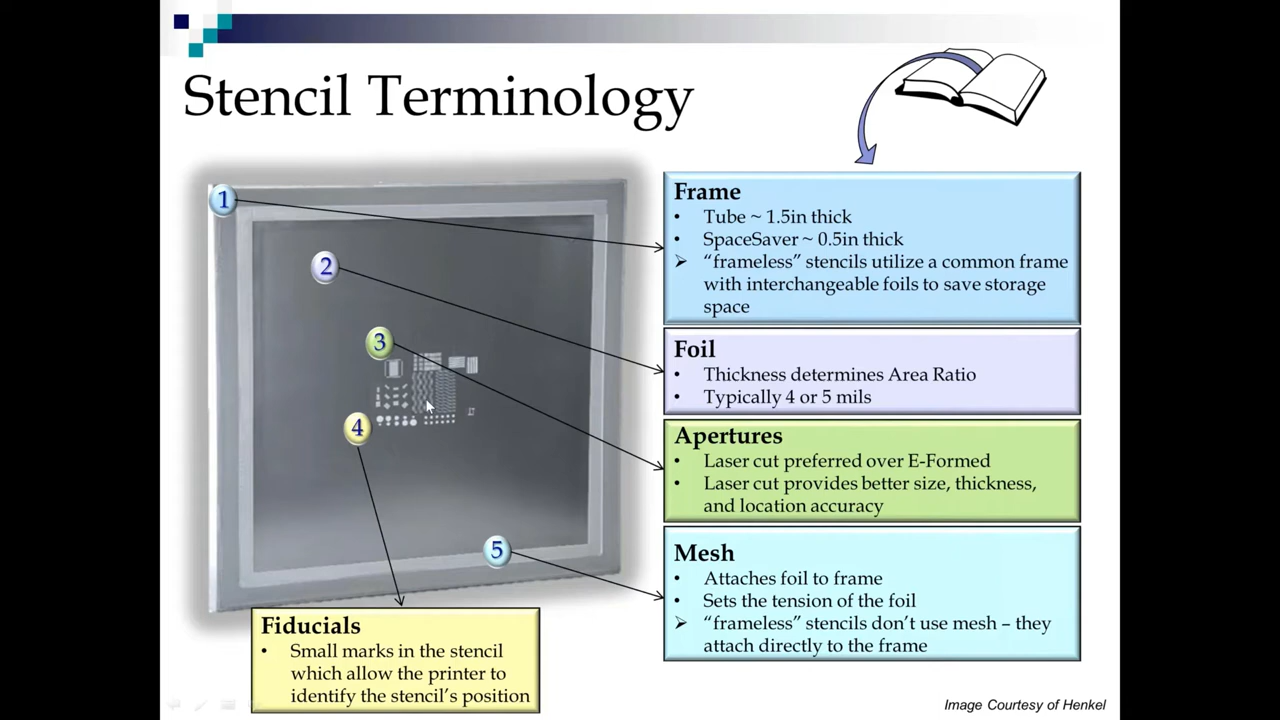 Stencil Terminology
1
2
3
4
5
Frame
• Tube ~ 1.5in thick
• SpaceSaver ~ 0.5in thick
➢ “frameless” stencils utilize a common frame
with interchangeable foils to save storage
space
Foil
• Thickness determines Area Ratio
• Typically 4 or 5 mils
Apertures
• Laser cut preferred over E-Formed
• Laser cut provides better size, thickness,
and location accuracy
Mesh
• Attaches foil to frame
• Sets the tension of the foil
➢ “frameless” stencils don’t use mesh – they
attach directly to the frame
Fiducials
• Small marks in the stencil
which allow the printer to
identify the stencil’s position
Image Courtesy of Henkel